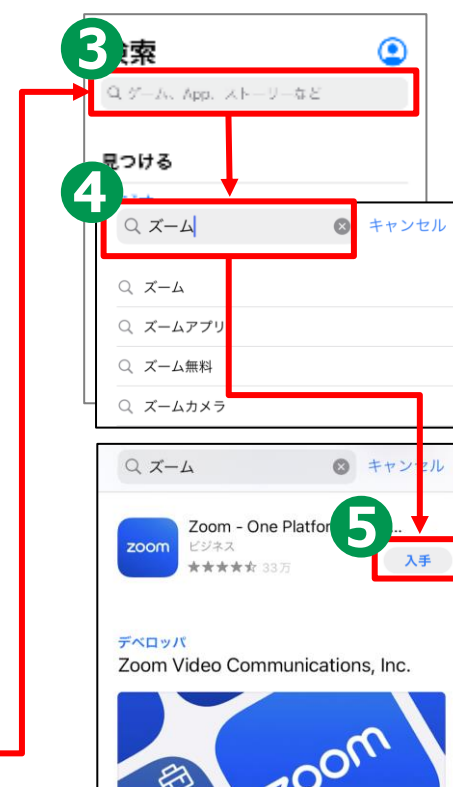 3
検索
ゲーム、App、ストーリーなど
見つける
4
ズーム
キャンセル
ズーム
ズームアプリ
ズーム無料
ズームカメラ
ズーム
キャンセル
5
zoom
Zoom - One Platfor
ビジネス
33万
入手
デベロッパ
Zoom Video Communications, Inc.
zoom